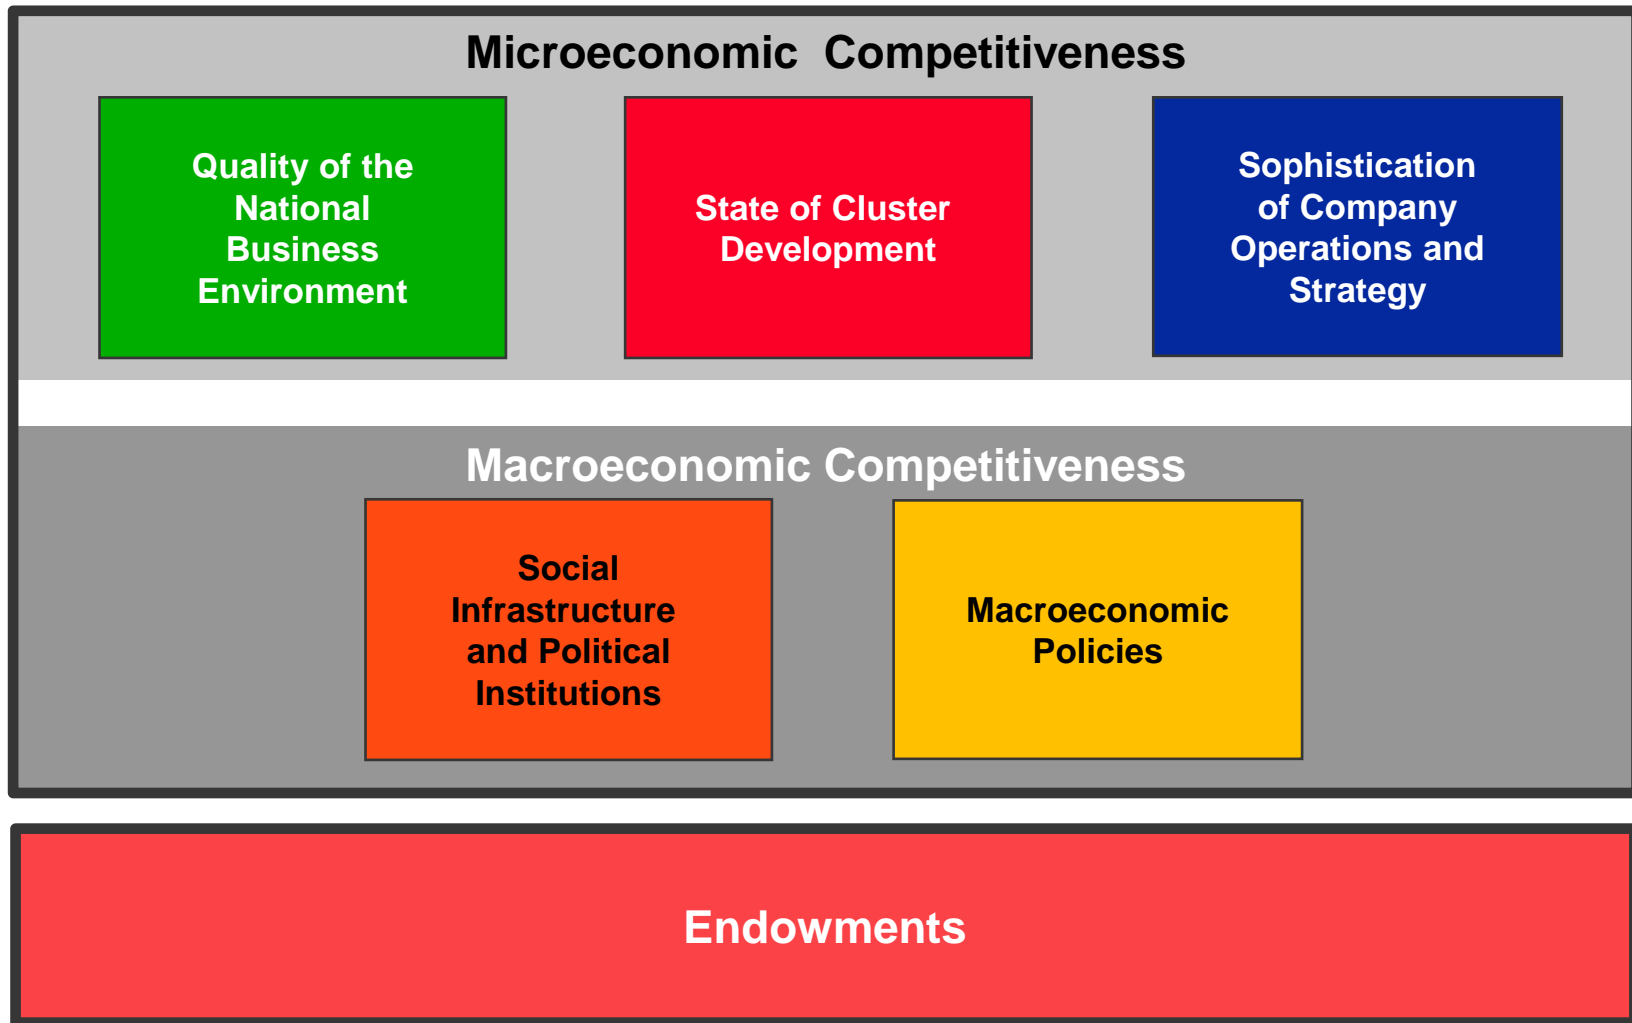 Microeconomic Competitiveness
Quality of the
National
Business
Environment
State of Cluster
Development
Sophistication
of Company
Operations and
Strategy
Macroeconomic Competitiveness
Social
Infrastructure
and Political
Institutions
Macroeconomic
Policies
Endowments